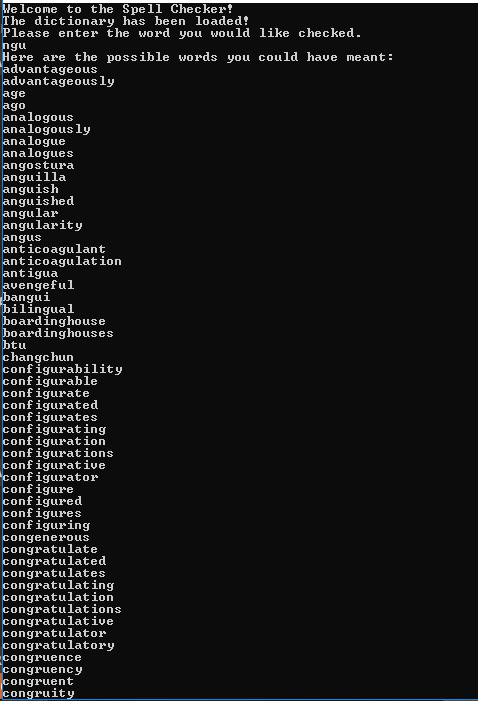 Welcome to the Spell Checker!
The dictionary has been loaded!
Please enter the word you would like checked.
ngu
Here are the possible words you could have meant:
advantageous
advantageously
age
ago
analogous
analogously
analogue
analogues
angostura
anguilla
anguish
anguished
angular
angularity
angus
anticoagulant
anticoagulation
antigua
avengeful
bangui
bilingual
boardinghouse
boardinghouses
btu
changchun
configurability
configurable
configurate
configurated
configurates
configurating
configuration
configurations
configurative
configurator
configure
configured
configures
configuring
congenerous
congratulate
congratulated
congratulates
congratulating
congratulation
congratulations
congratulative
congratulator
congratulatory
congruence
congruency
congruent
congruity